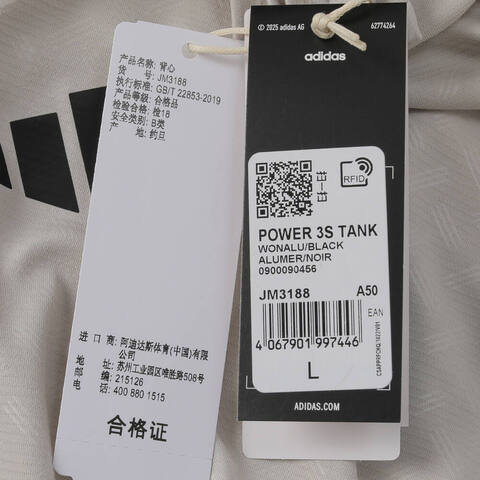 产品名称: 背心
货 号: JM3188
执行标准: GB/T 22853-2019
产品等级: 合格品
检验合格: 检18
安全类别: B类
产 地: 约旦
进 口 商: 阿迪达斯体育(中国)有限
公司
地 址: 苏州工业园区唯胜路508号
邮 编: 215126
电 话: 400 880 1515
合格证
© 2025 adidas AG
62774264
adidas
RFID
POWER 3S TANK
WONALU/BLACK
ALUMER/NOIR
0900090456
JM3188 A50
EAN
4 067901 997446
L
ADIDAS.COM